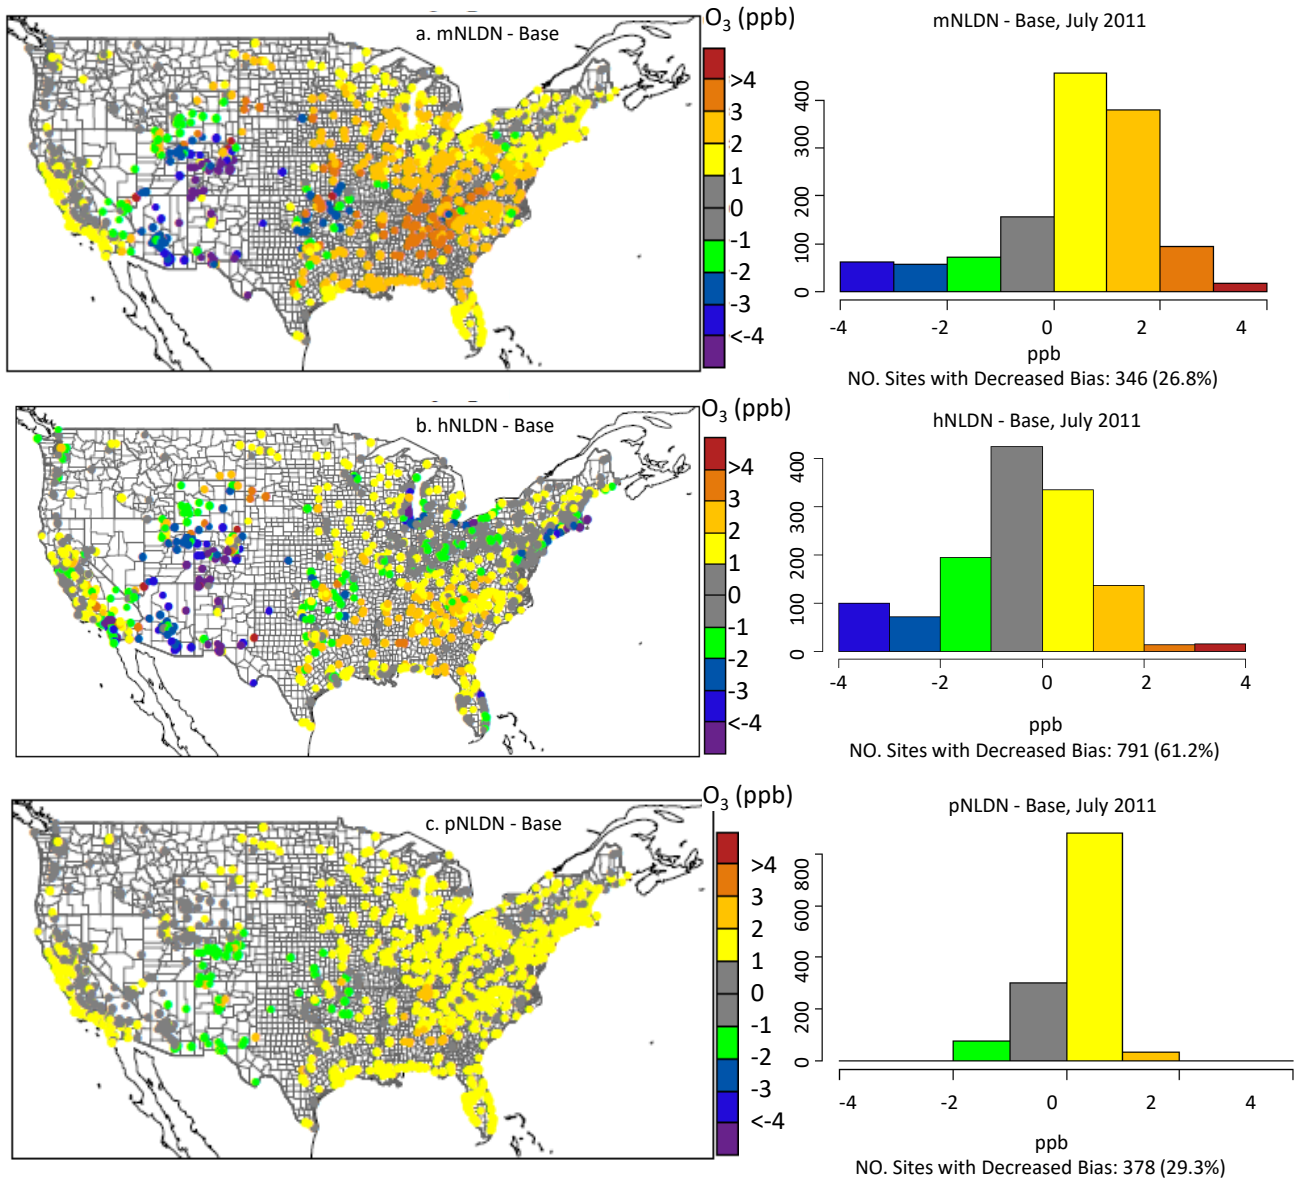 a. mNLDN - Base
O3 (ppb)
>4
3
2
1
0
-1
-2
-3
<-4
mNLDN - Base, July 2011
0 100 200 300 400
-4 -2 0 2 4
ppb
NO. Sites with Decreased Bias: 346 (26.8%)
b. hNLDN - Base
O3 (ppb)
>4
3
2
1
0
-1
-2
-3
<-4
hNLDN - Base, July 2011
0 100 200 300 400
-4 -2 0 2 4
ppb
NO. Sites with Decreased Bias: 791 (61.2%)
c. pNLDN - Base
O3 (ppb)
>4
3
2
1
0
-1
-2
-3
<-4
pNLDN - Base, July 2011
0 200 400 600 800
-4 -2 0 2 4
ppb
NO. Sites with Decreased Bias: 378 (29.3%)